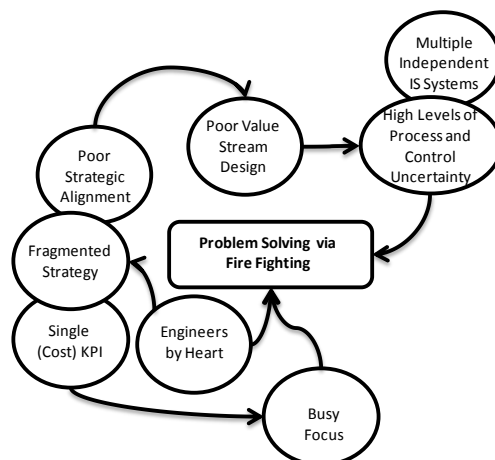 Multiple
Independent
IS Systems
High Levels of
Process and
Control
Uncertainty
Poor Value
Stream
Design
Poor
Strategic
Alignment
Fragmented
Strategy
Single
(Cost) KPI
Engineers
by Heart
Problem Solving via
Fire Fighting
Busy
Focus